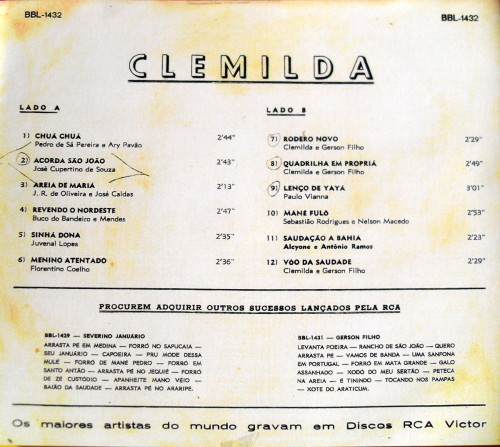 BBL-1432
BBL-1432
CLEMILDA
LADO A
1) CHUÁ CHUÁ 2'44"
Pedro de Sá Pereira e Ary Pavão
2) ACORDA SÃO JOÃO 2'43"
José Cupertino de Souza
3) AREIA DE MARIA 2'13"
J. R. de Oliveira e José Caldas
4) REVENDO O NORDESTE 2'47"
Buco do Bandeiro e Mendes
5) SINHÁ DONA 2'35"
Juvenal Lopes
6) MENINO ATENTADO 2'36"
Florentino Coelho
LADO B
7) RODERO NOVO 2'29"
Clemilda e Gerson Filho
8) QUADRILHA EM PROPRIÁ 2'49"
Clemilde e Gerson Filho
9) LENÇO DE YAYÁ 3'01"
Paulo Vianna
10) MANÉ FULÔ 2'53"
Sebastião Rodrigues e Nelson Macedo
11) SAUDAÇÃO A BAHIA 2'23"
Alcyone e Antônio Ramos
12) VÔO DA SAUDADE 2'29"
Clemilda e Gerson Filho
PROCUREM ADQUIRIR OUTROS SUCESSOS LANÇADOS PELA RCA
BBL-1429 — SEVERINO JANUÁRIO
ARRASTA PÉ EM MEDINA — FORRÓ NO SAPUCAIA —
SEU JANUÁRIO — CAPOEIRA — PRU MODE DESSA
MULÉ — FORRÓ DE MANÉ PEDRO — FORRÓ EM
SANTO ANTÃO — ARRASTA PÉ NO JEQUIÉ — FORRÓ
DE ZÉ CUSTÓDIO — APANHEITE MANO VEIO —
BAIÃO DA SAUDADE — ARRASTA PÉ NO ARARIPE.
BBL-1431 — GERSON FILHO
LEVANTA POEIRA — RANCHO DE SÃO JOÃO — QUERO
ARRASTA PÉ — VAMOS DE BANDA — UMA SANFONA
EM PORTUGAL — FORRÓ EM MATA GRANDE — GALO
ASSANHADO — XODO DO MEU SERTÃO — PETECA
NA AREIA — E TININDO — TOCANDO NOS PAMPAS
— XOTE DO ARATICUM.
Os maiores artistas do mundo gravam em Discos RCA Victor